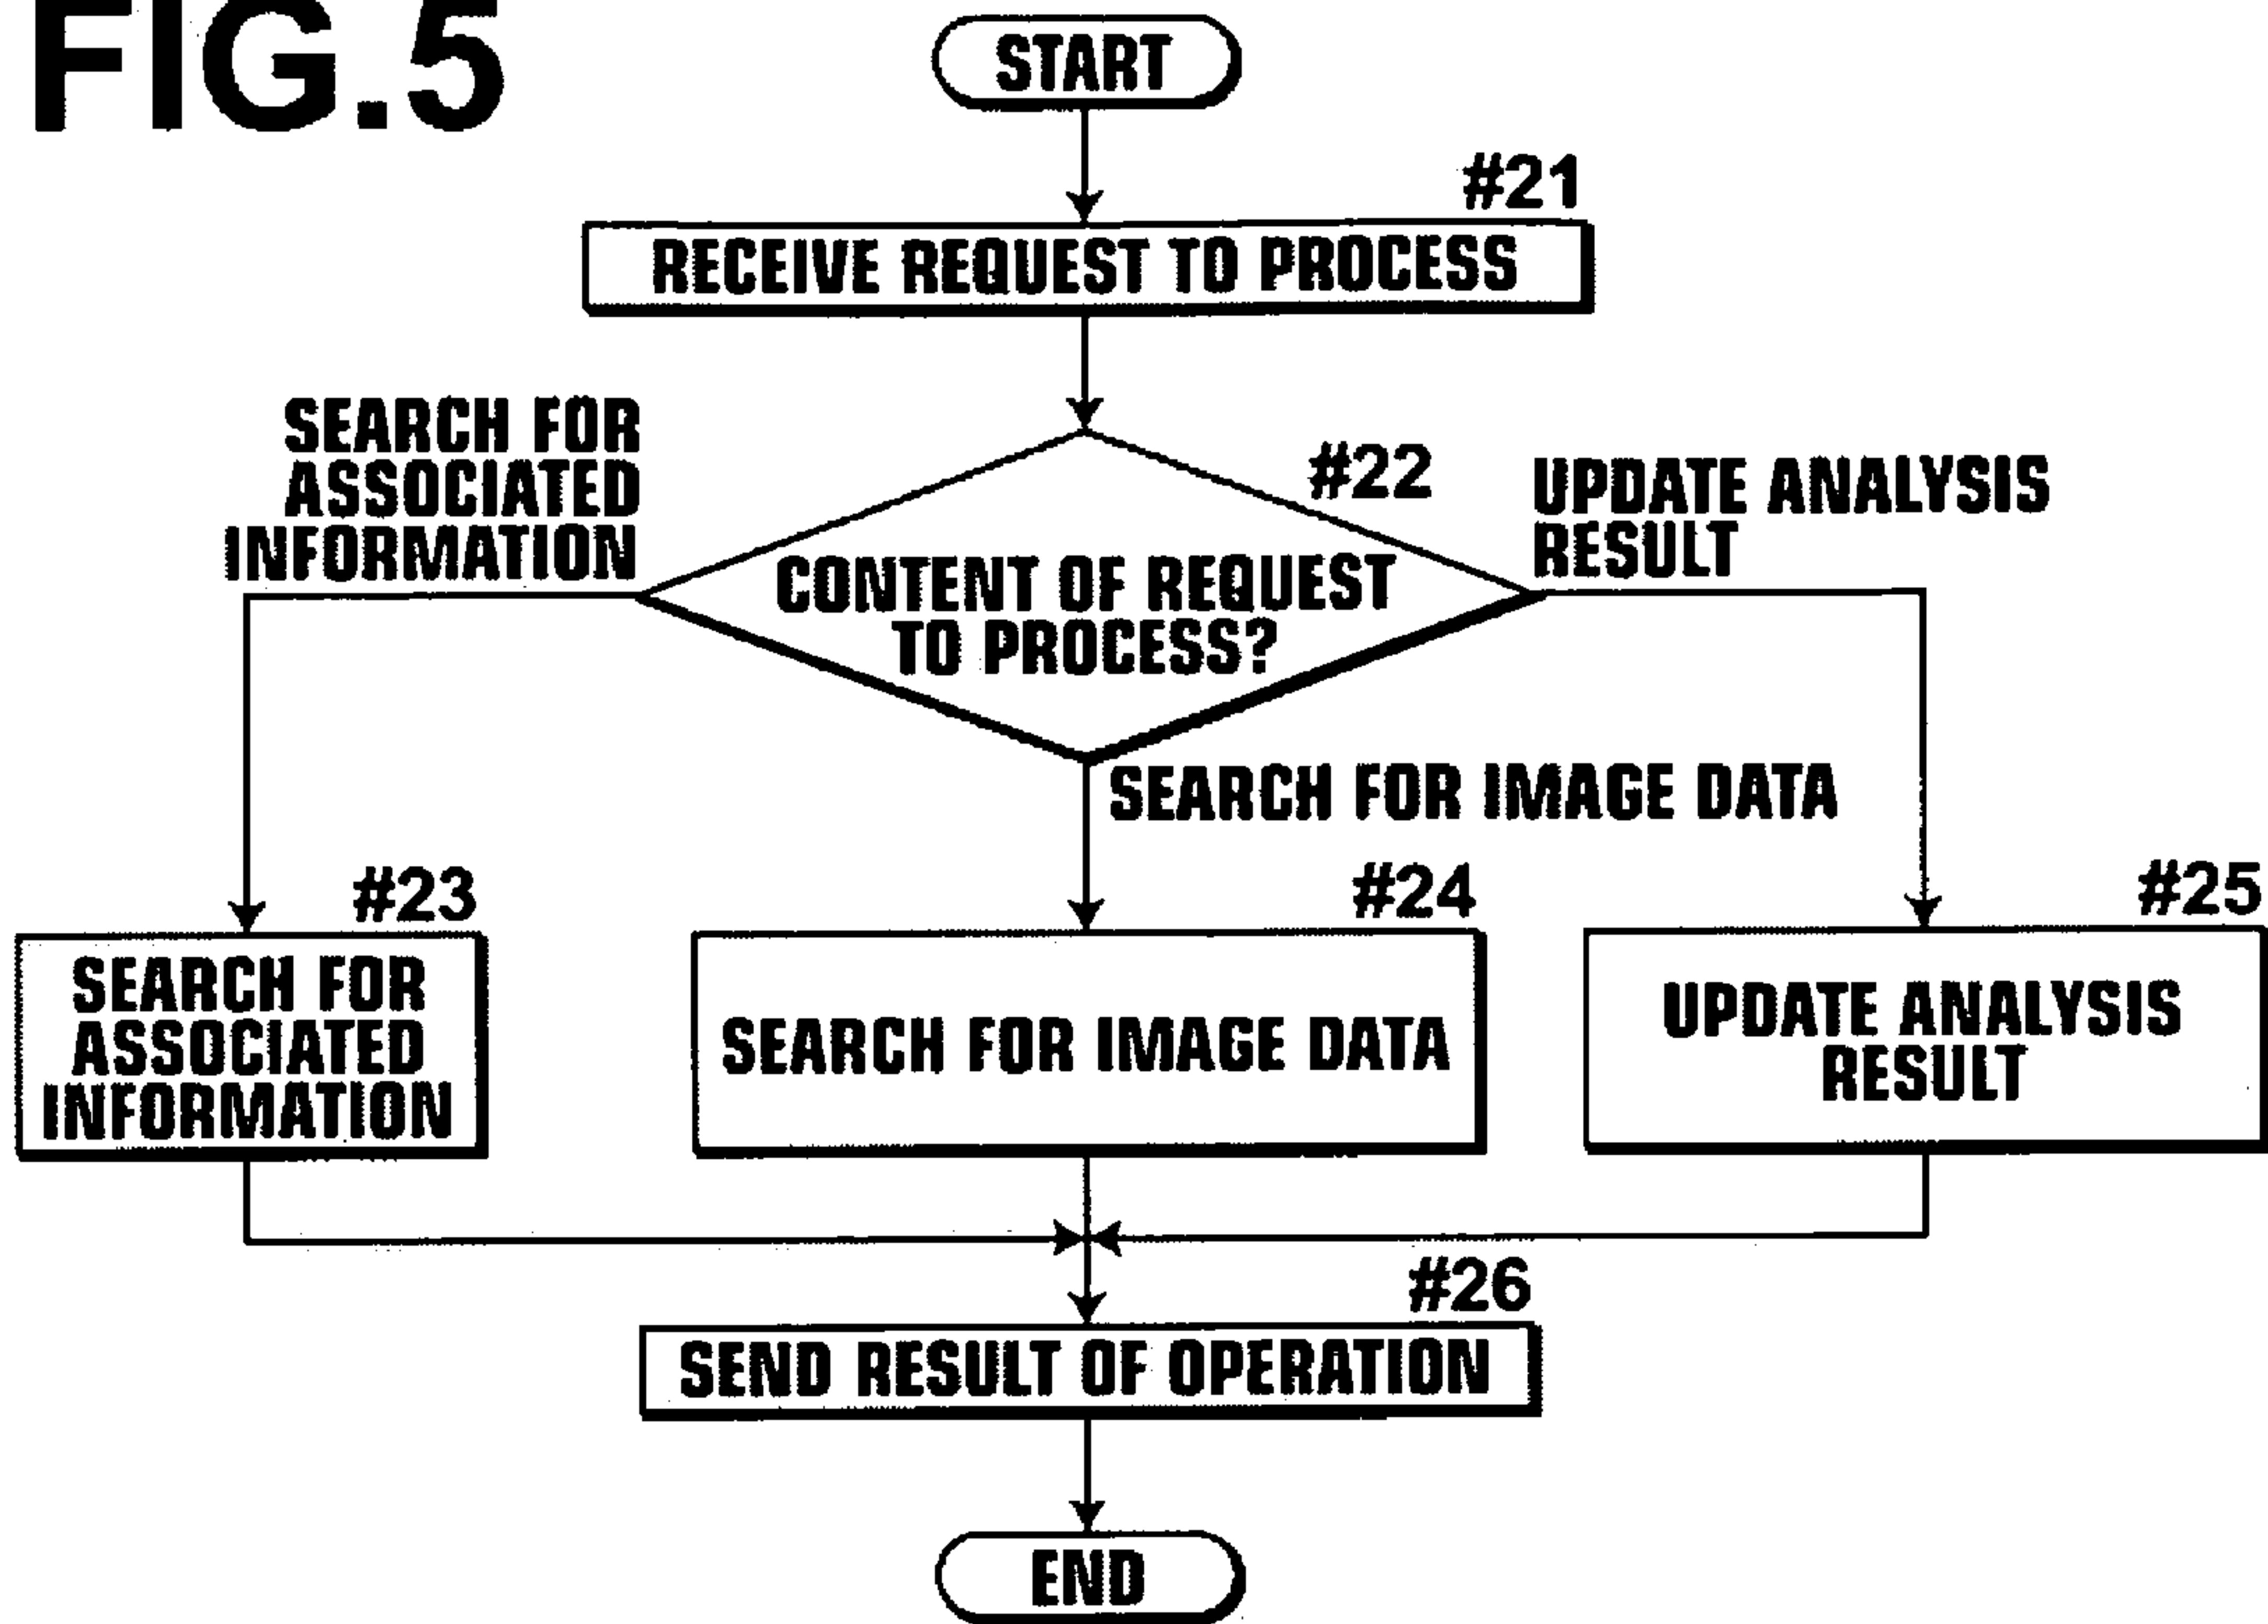 FIG.5
START
#21
RECEIVE REQUEST TO PROCESS
SEARCH FOR
ASSOCIATED
INFORMATION
#22
UPDATE ANALYSIS
RESULT
CONTENT OF REQUEST
TO PROCESS?
SEARCH FOR IMAGE DATA
#23
SEARCH FOR
ASSOCIATED
INFORMATION
#24
SEARCH FOR IMAGE DATA
#25
UPDATE ANALYSIS
RESULT
#26
SEND RESULT OF OPERATION
END